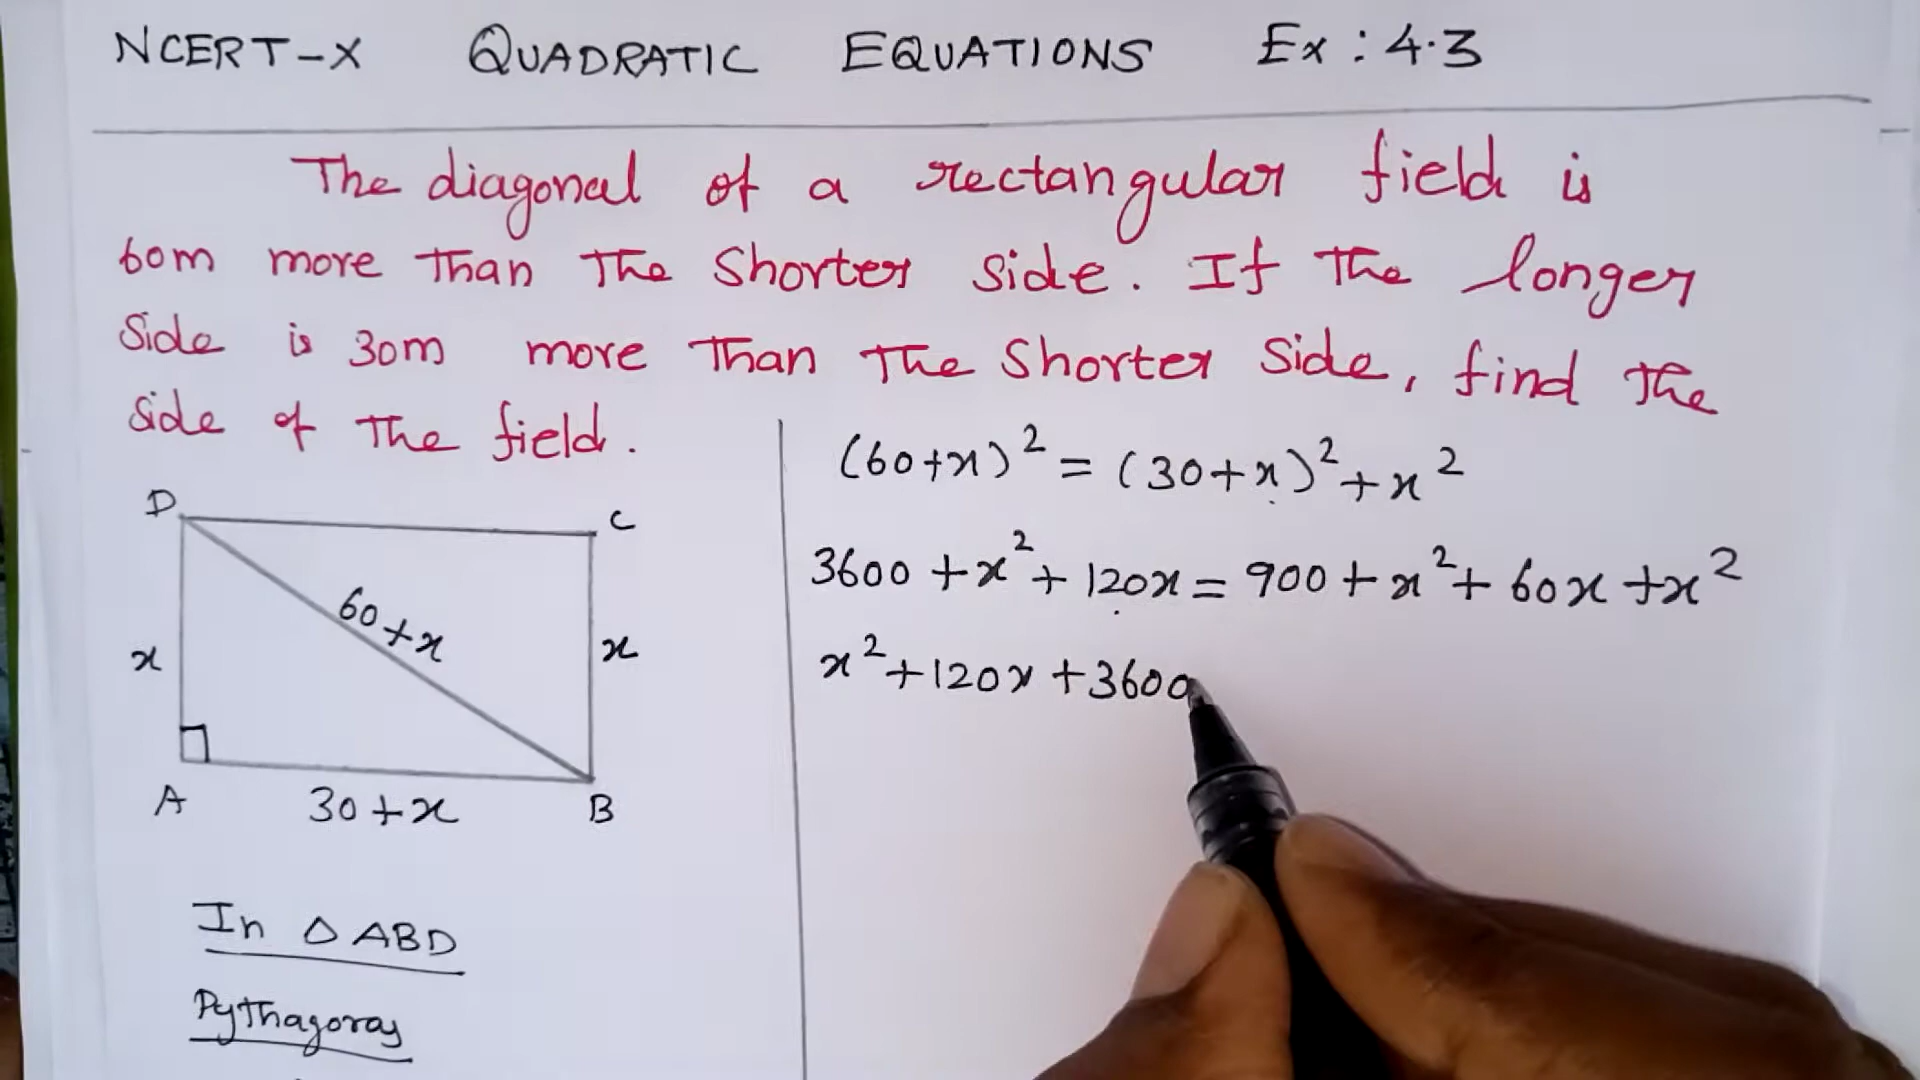 NCERT-X QUADRATIC EQUATIONS Ex: 4.3
The diagonal of a rectangular field is
60m more than the shorter side. If the longer
side is 30m more than the shorter side, find the
side of the field.
D
C
60+x
x
x
A
30+x
B
In △ABD
Pythagoras
(60+x)² = (30+x)²+x²
3600+x²+120x = 900+x²+60x+x²
x²+120x+3600